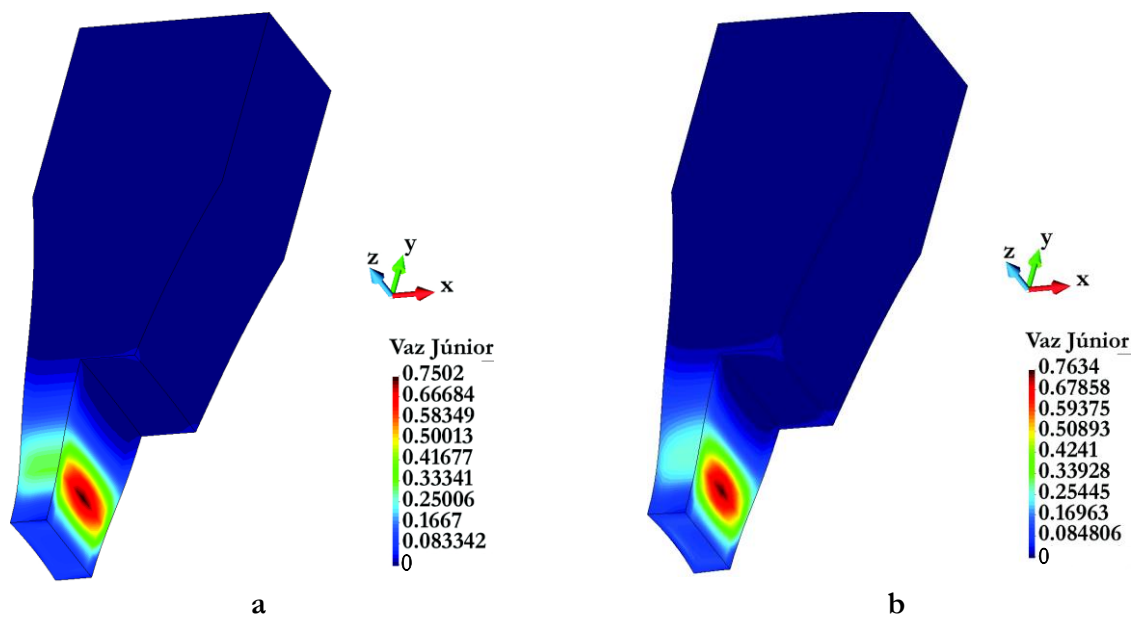 z
y
x
Vaz Júnior
0.7502
0.66684
0.58349
0.50013
0.41677
0.33341
0.25006
0.1667
0.083342
0
a
z
y
x
Vaz Júnior
0.7634
0.67858
0.59375
0.50893
0.4241
0.33928
0.25445
0.16963
0.084806
0
b